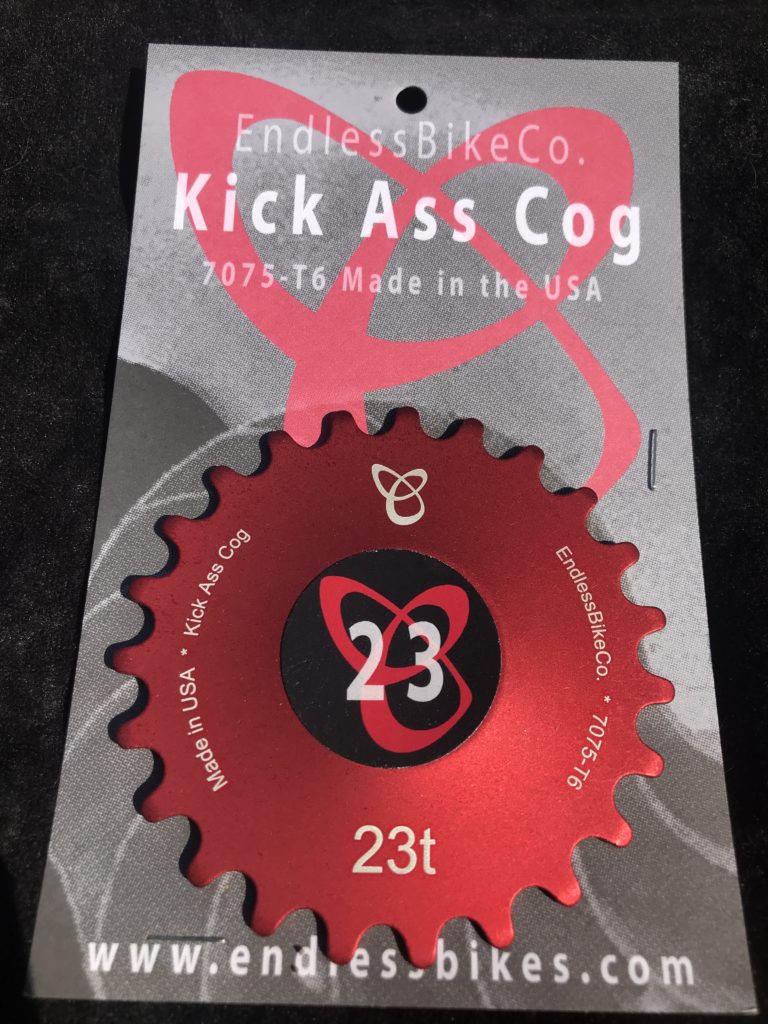 EndlessBikeCo.
Kick Ass Cog
7075-T6 Made in the USA
Made in USA * Kick Ass Cog
EndlessBikeCo. * 7075-T6
23
23t
www.endlessbikes.com